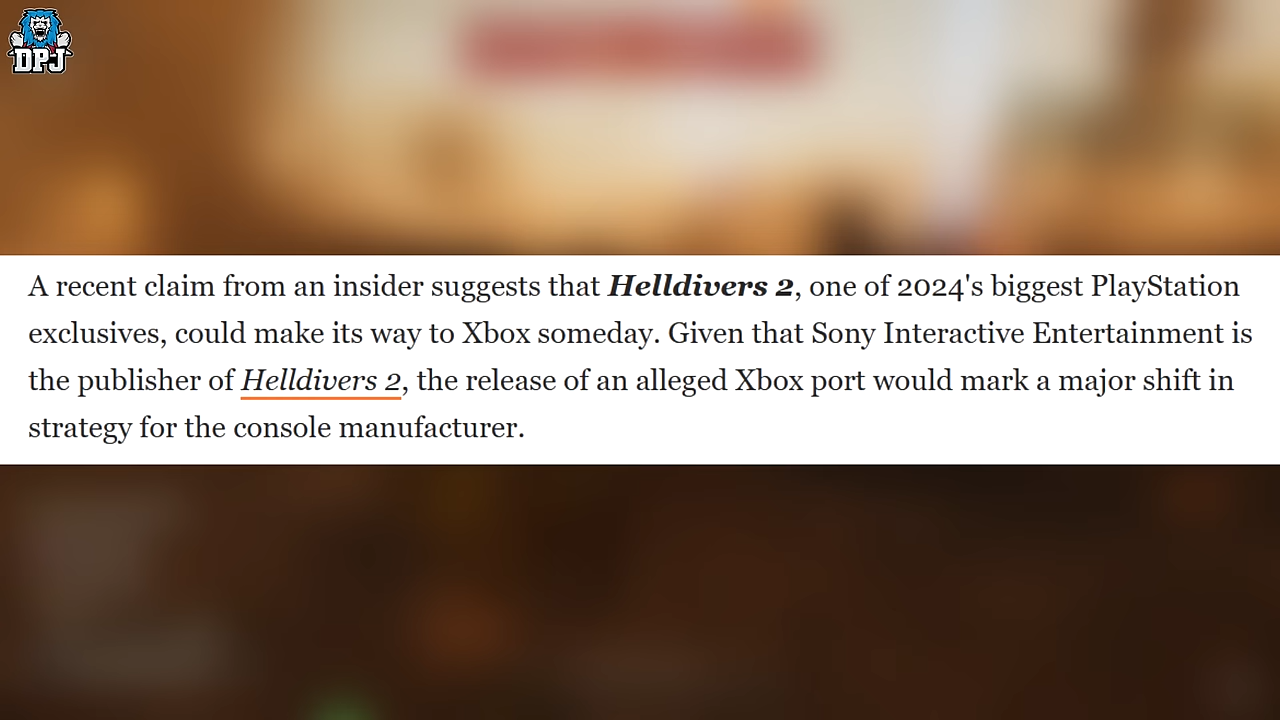 DPJ
A recent claim from an insider suggests that Helldivers 2, one of 2024's biggest PlayStation
exclusives, could make its way to Xbox someday. Given that Sony Interactive Entertainment is
the publisher of Helldivers 2, the release of an alleged Xbox port would mark a major shift in
strategy for the console manufacturer.